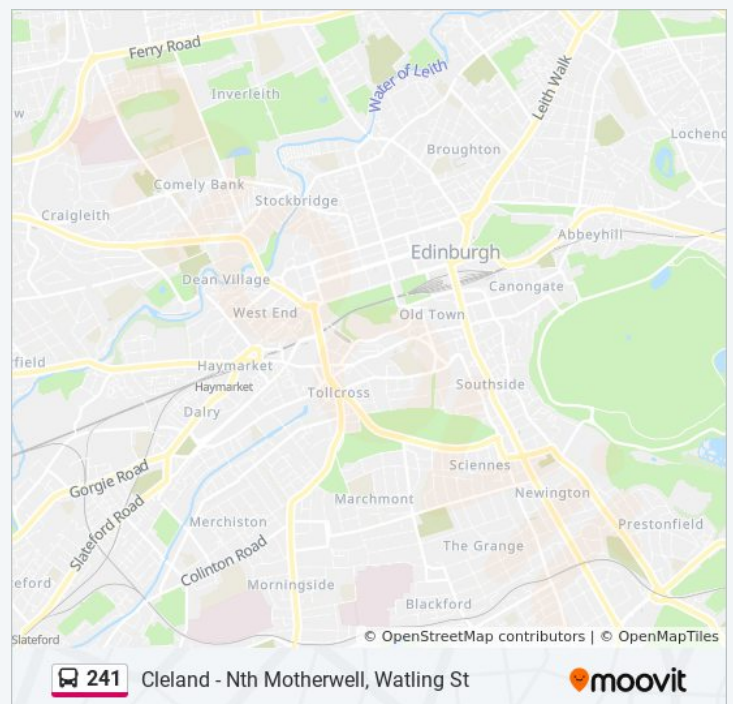 Ferry Road
Inverleith
Water of Leith
Leith Walk
w
Lochend
Broughton
Comely Bank
Stockbridge
Craigleith
Abbeyhill
Edinburgh
Dean Village
Canongate
West End
Old Town
field
Haymarket
Haymarket
Southside
Tollcross
Dalry
Sciennes
Gorgie Road
Newington
Marchmont
Slateford Road
Merchiston
Prestonfield
The Grange
Colinton Road
eford
Morningside
Blackford
Slateford
© OpenStreetMap contributors | © OpenMapTiles
241 Cleland - Nth Motherwell, Watling St
moovit